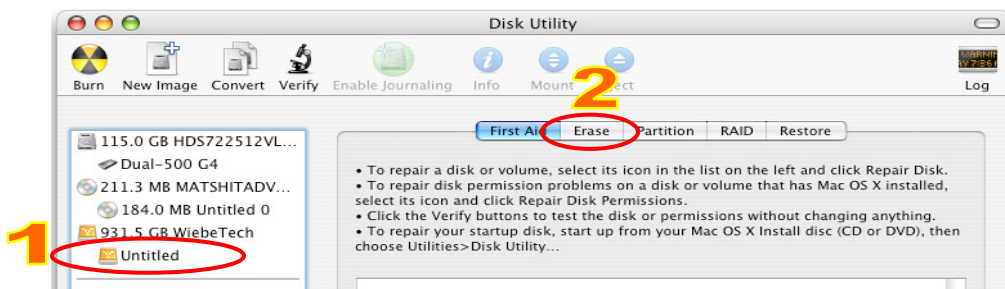 Disk Utility
Burn New Image Convert Verify Enable Journaling Info Mount Log
2
First Aid Erase Partition RAID Restore
115.0 GB HDS722512VL...
Dual-500 G4
211.3 MB MATSHITADV...
184.0 MB Untitled 0
931.5 GB WiebeTech
1
Untitled
• To repair a disk or volume, select its icon in the list on the left and click Repair Disk.
• To repair disk permission problems on a disk or volume that has Mac OS X installed,
select its icon and click Repair Disk Permissions.
• Click the Verify buttons to test the disk or permissions without changing anything.
• To repair your startup disk, start up from your Mac OS X Install disc (CD or DVD), then
choose Utilities>Disk Utility...